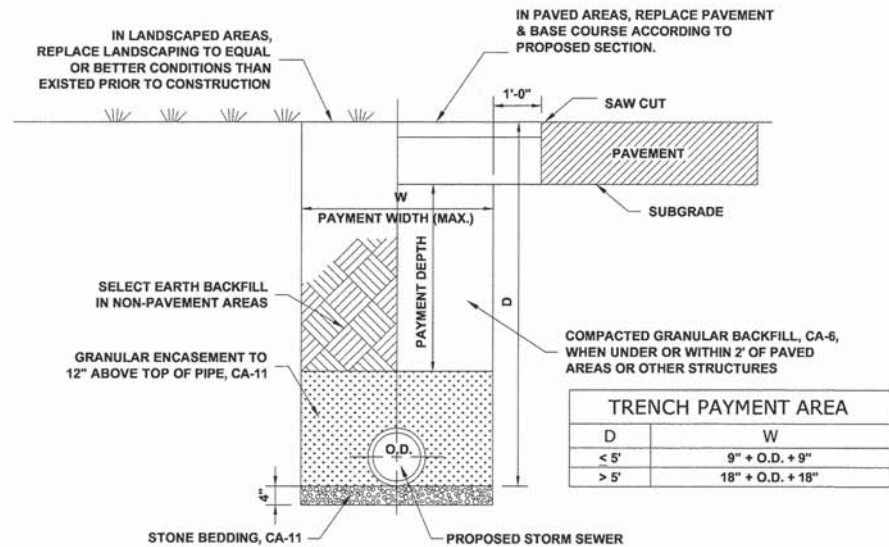 IN LANDSCAPED AREAS,
REPLACE LANDSCAPING TO EQUAL
OR BETTER CONDITIONS THAN
EXISTED PRIOR TO CONSTRUCTION
IN PAVED AREAS, REPLACE PAVEMENT
& BASE COURSE ACCORDING TO
PROPOSED SECTION.
1'-0"
SAW CUT
PAVEMENT
SUBGRADE
W
PAYMENT WIDTH (MAX.)
PAYMENT DEPTH
D
SELECT EARTH BACKFILL
IN NON-PAVEMENT AREAS
GRANULAR ENCASEMENT TO
12" ABOVE TOP OF PIPE, CA-11
COMPACTED GRANULAR BACKFILL, CA-6,
WHEN UNDER OR WITHIN 2' OF PAVED
AREAS OR OTHER STRUCTURES
O.D.
4"
STONE BEDDING, CA-11
PROPOSED STORM SEWER
TRENCH PAYMENT AREA
D W
≤ 5' 9" + O.D. + 9"
> 5' 18" + O.D. + 18"